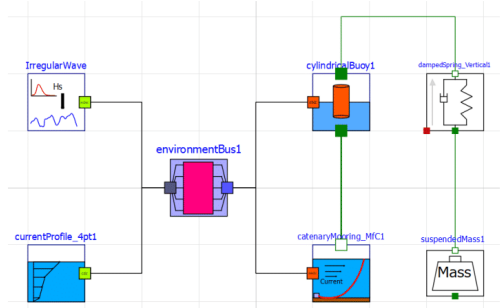 IrregularWave
cylindricalBuoy1
dampedSpring_Vertical1
Hs
environmentBus1
currentProfile_4pt1
catenaryMooring_MfC1
suspendedMass1
Current
Mass